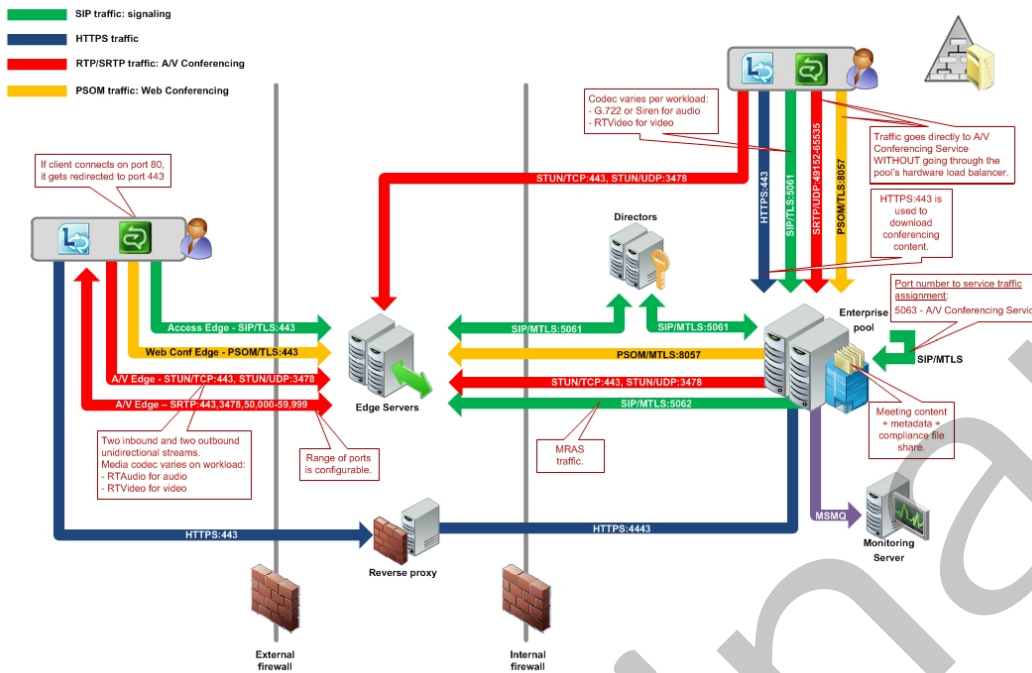 SIP traffic: signaling
HTTPS traffic
RTP/SRTP traffic: A/V Conferencing
PSOM traffic: Web Conferencing
Codec varies per workload:
- G.722 or Siren for audio
- RTVideo for video
Traffic goes directly to A/V
Conferencing Service
WITHOUT going through the
pool's hardware load balancer.
If client connects on port 80,
it gets redirected to port 443
STUN/TCP:443, STUN/UDP:3478
HTTPS:443
SIP/TLS:5061
SRTP/UDP:49152-65535
PSOM/TLS:8057
HTTPS:443 is
used to
download
conferencing
content.
Directors
Port number to service traffic
assignment:
5063 - A/V Conferencing Service
Enterprise
pool
SIP/MTLS
Access Edge - SIP/TLS:443
SIP/MTLS:5061
SIP/MTLS:5061
Web Conf Edge - PSOM/TLS:443
PSOM/MTLS:8057
A/V Edge - STUN/TCP:443, STUN/UDP:3478
STUN/TCP:443, STUN/UDP:3478
A/V Edge – SRTP:443,3478,50,000-59,999
Edge Servers
SIP/MTLS:5062
Two inbound and two outbound
unidirectional streams.
Media codec varies on workload:
- RTAudio for audio
- RTVideo for video
Range of ports
is configurable.
MRAS
traffic.
Meeting content
+ metadata +
compliance file
share.
MSMQ
HTTPS:443
HTTPS:4443
Reverse proxy
Monitoring
Server
External
firewall
Internal
firewall